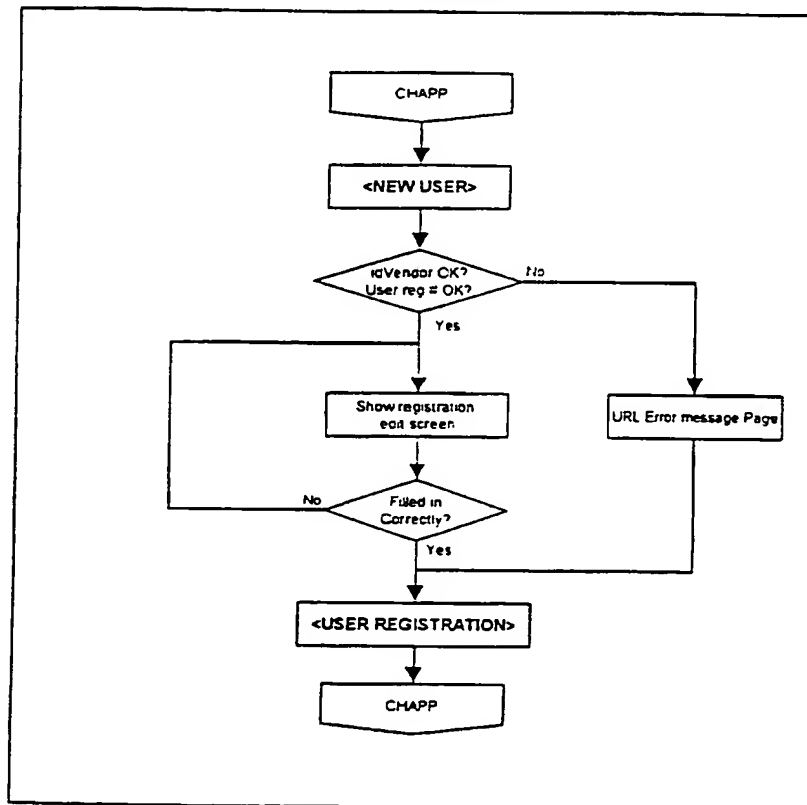 CHAPP
<NEW USER>
idVendor OK?
User reg # OK?
No
Yes
Show registration
edit screen
URL Error message Page
No
Filled in
Correctly?
Yes
<USER REGISTRATION>
CHAPP